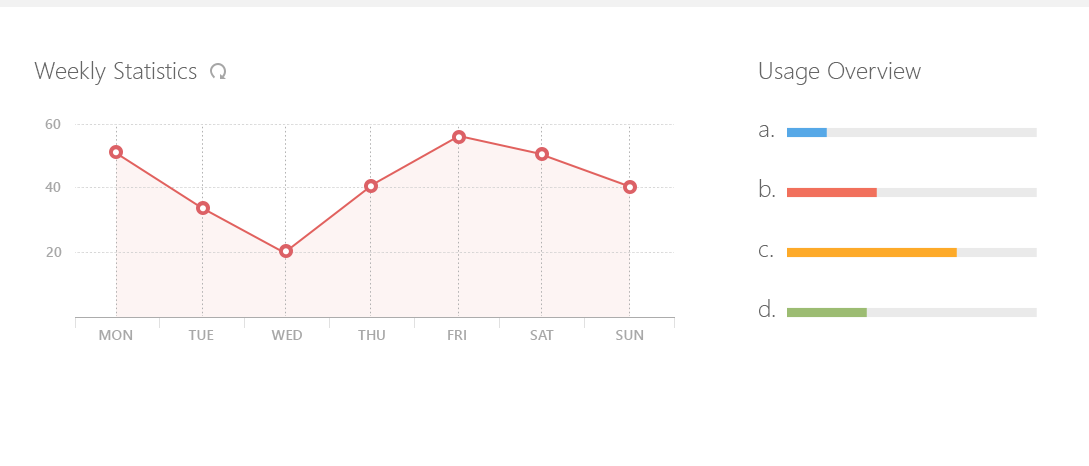 Weekly Statistics
60
40
20
MON TUE WED THU FRI SAT SUN
Usage Overview
a.
b.
c.
d.